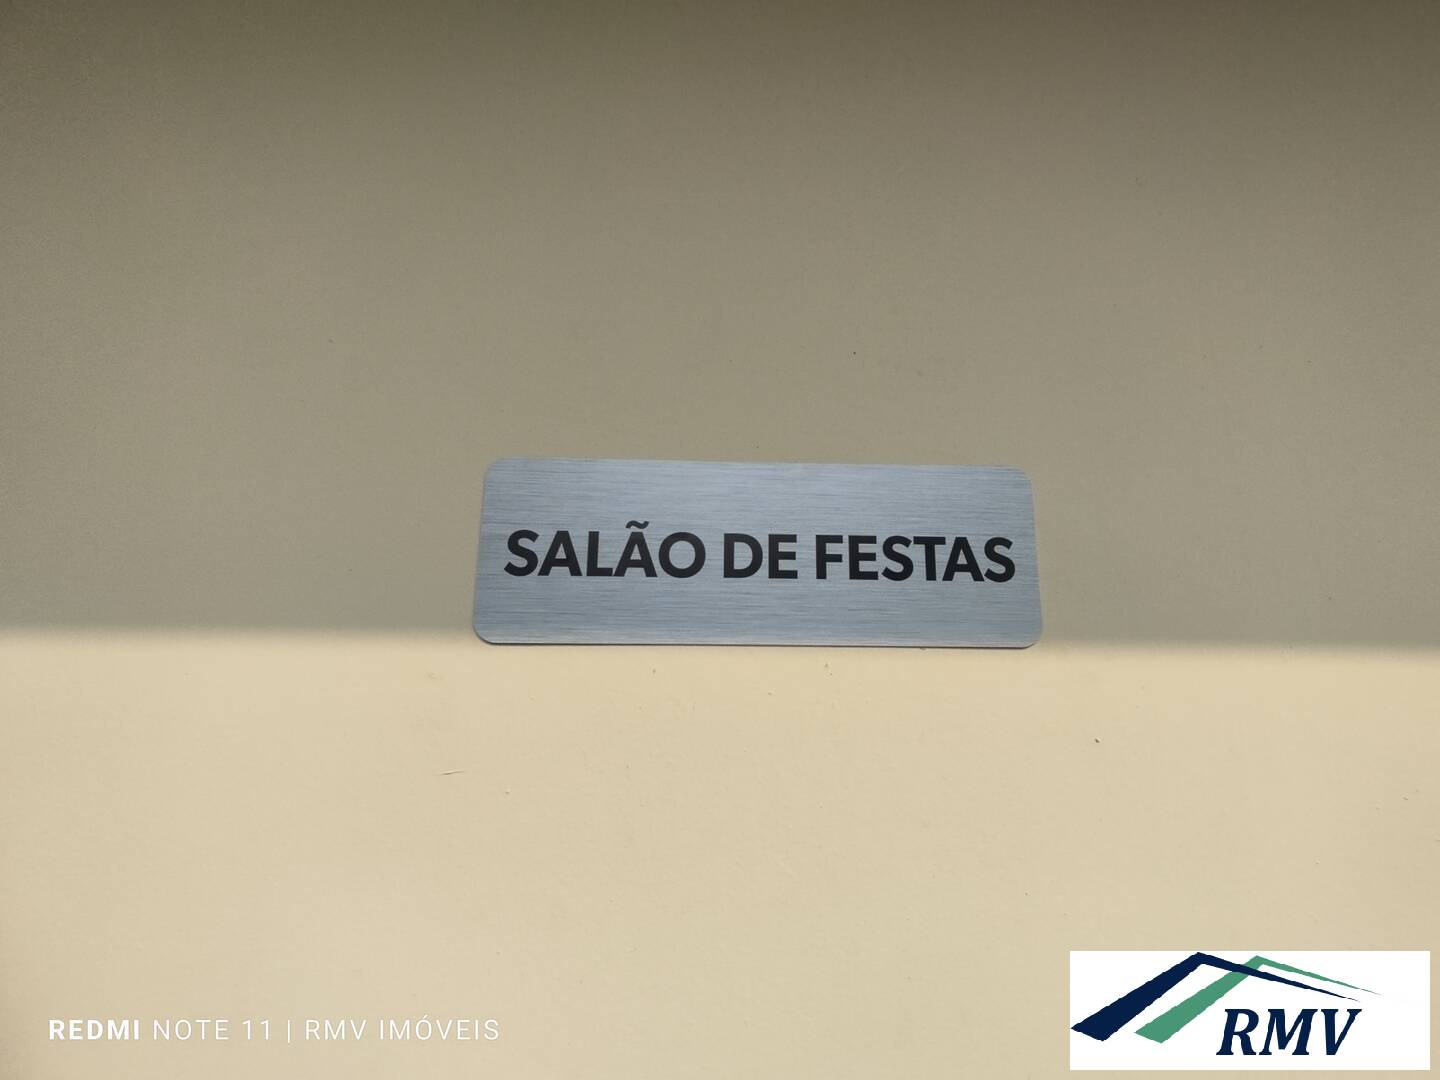 SALÃO DE FESTAS
REDMI NOTE 11 | RMV IMÓVEIS
RMV